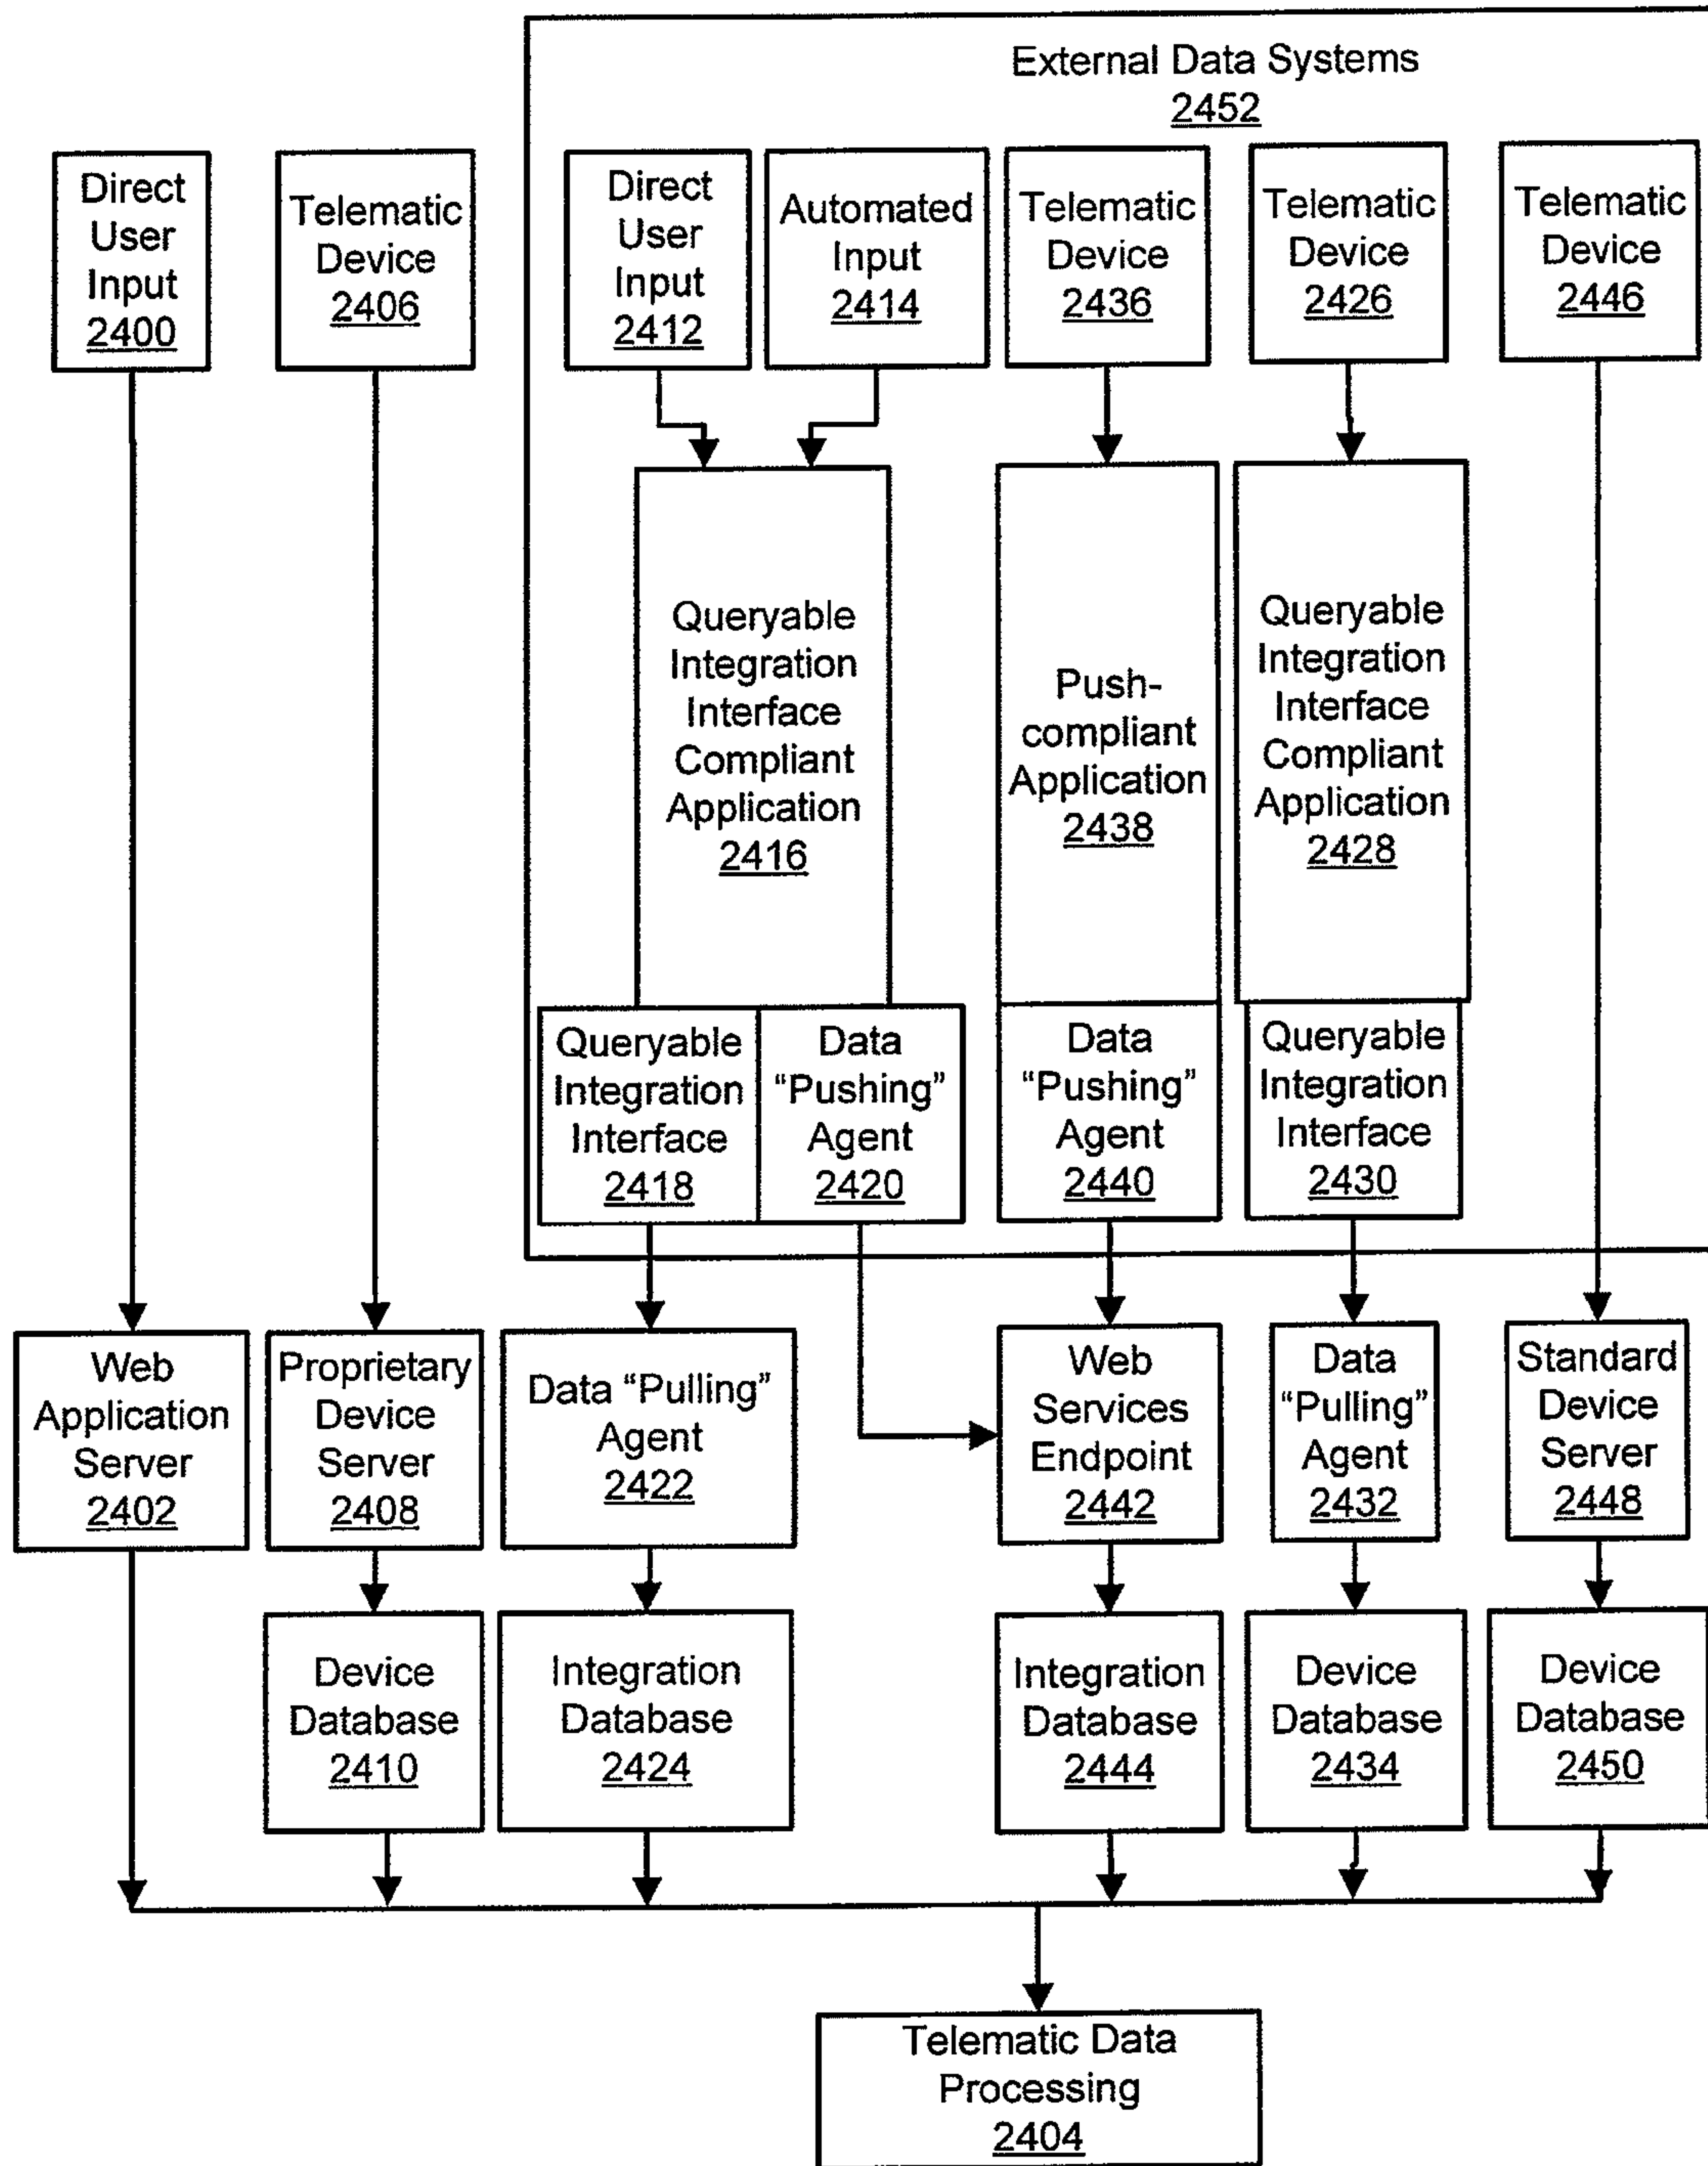 External Data Systems
2452
Direct
User
Input
2400
Telematic
Device
2406
Direct
User
Input
2412
Automated
Input
2414
Telematic
Device
2436
Telematic
Device
2426
Telematic
Device
2446
Queryable
Integration
Interface
Compliant
Application
2416
Push-
compliant
Application
2438
Queryable
Integration
Interface
Compliant
Application
2428
Queryable
Integration
Interface
2418
Data
“Pushing”
Agent
2420
Data
“Pushing”
Agent
2440
Queryable
Integration
Interface
2430
Web
Application
Server
2402
Proprietary
Device
Server
2408
Data “Pulling”
Agent
2422
Web
Services
Endpoint
2442
Data
“Pulling”
Agent
2432
Standard
Device
Server
2448
Device
Database
2410
Integration
Database
2424
Integration
Database
2444
Device
Database
2434
Device
Database
2450
Telematic Data
Processing
2404